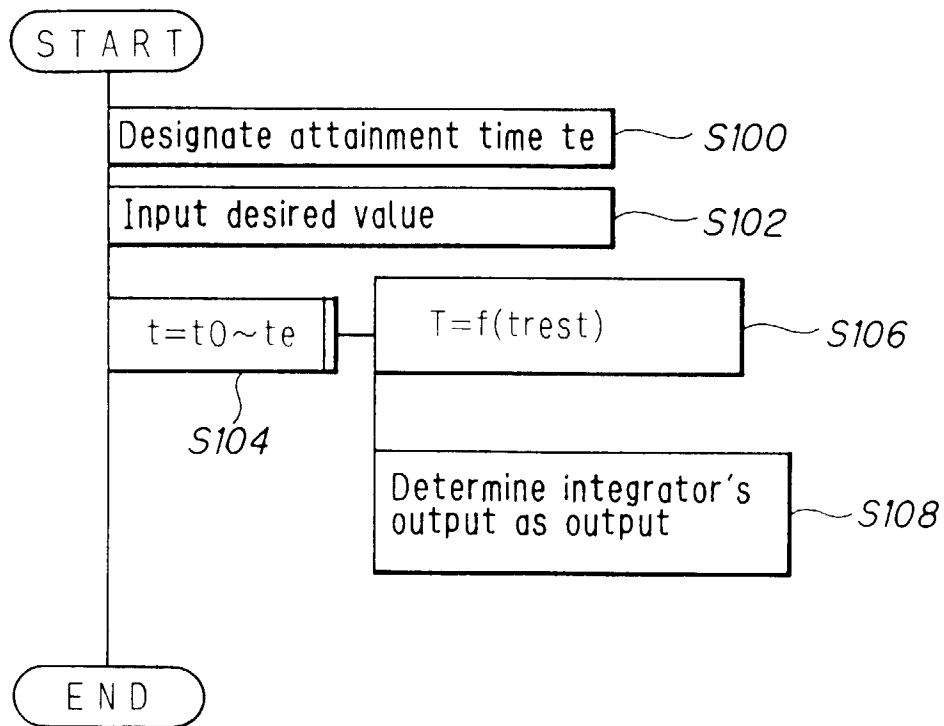 START
Designate attainment time te
S100
Input desired value
S102
t=t0~te
S104
T=f(trest)
S106
Determine integrator's
output as output
S108
END